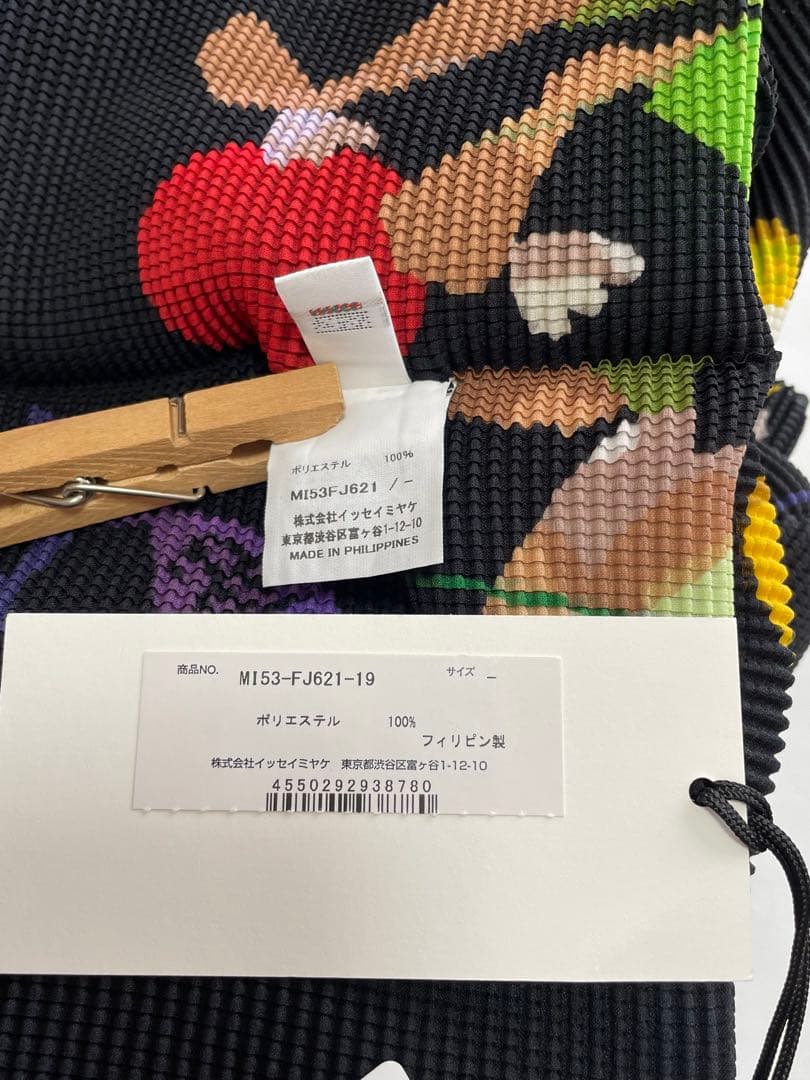 ポリエステル 100%
MI53FJ621 / -
株式会社イッセイミヤケ
東京都渋谷区富ヶ谷1-12-10
MADE IN PHILIPPINES
商品NO. MI53-FJ621-19 サイズ -
ポリエステル 100%
フィリピン製
株式会社イッセイミヤケ 東京都渋谷区富ヶ谷1-12-10
4550292938780